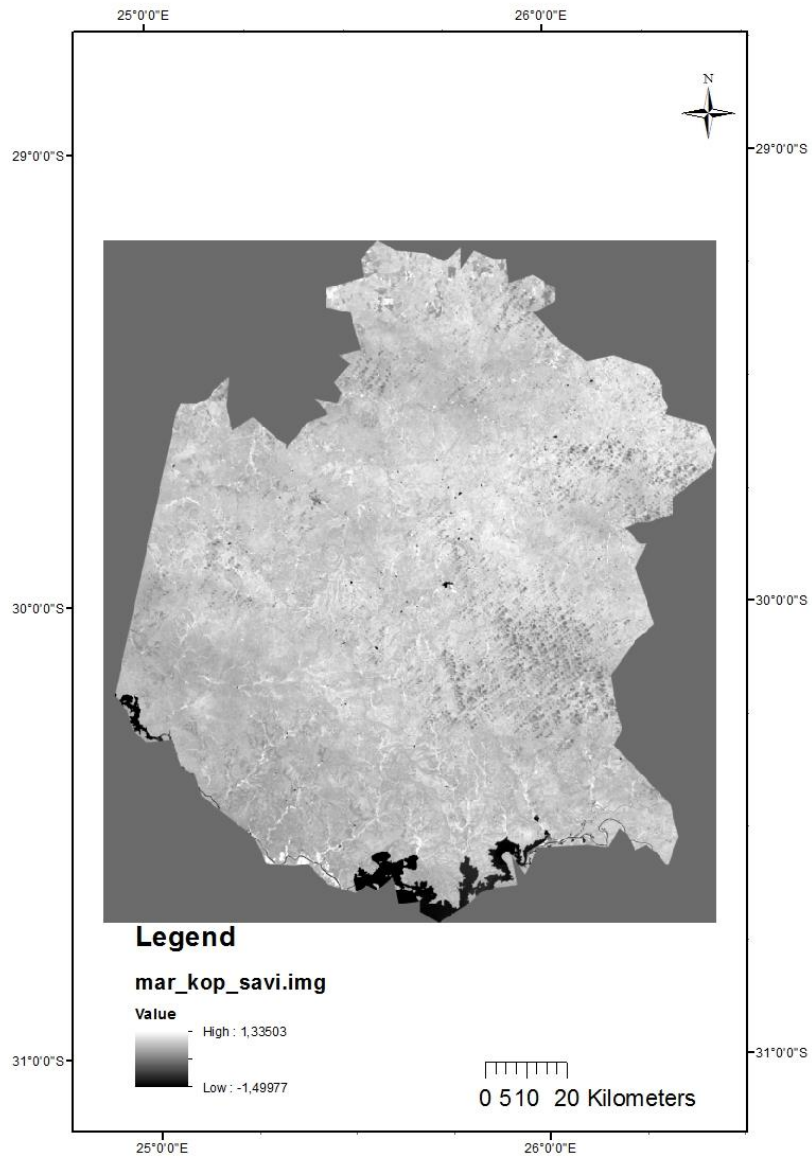 25°0'0"E 26°0'0"E
N
29°0'0"S 29°0'0"S
30°0'0"S 30°0'0"S
Legend
mar_kop_savi.img
Value
High : 1,33503
Low : -1,49977
31°0'0"S 31°0'0"S
0 510 20 Kilometers
25°0'0"E 26°0'0"E